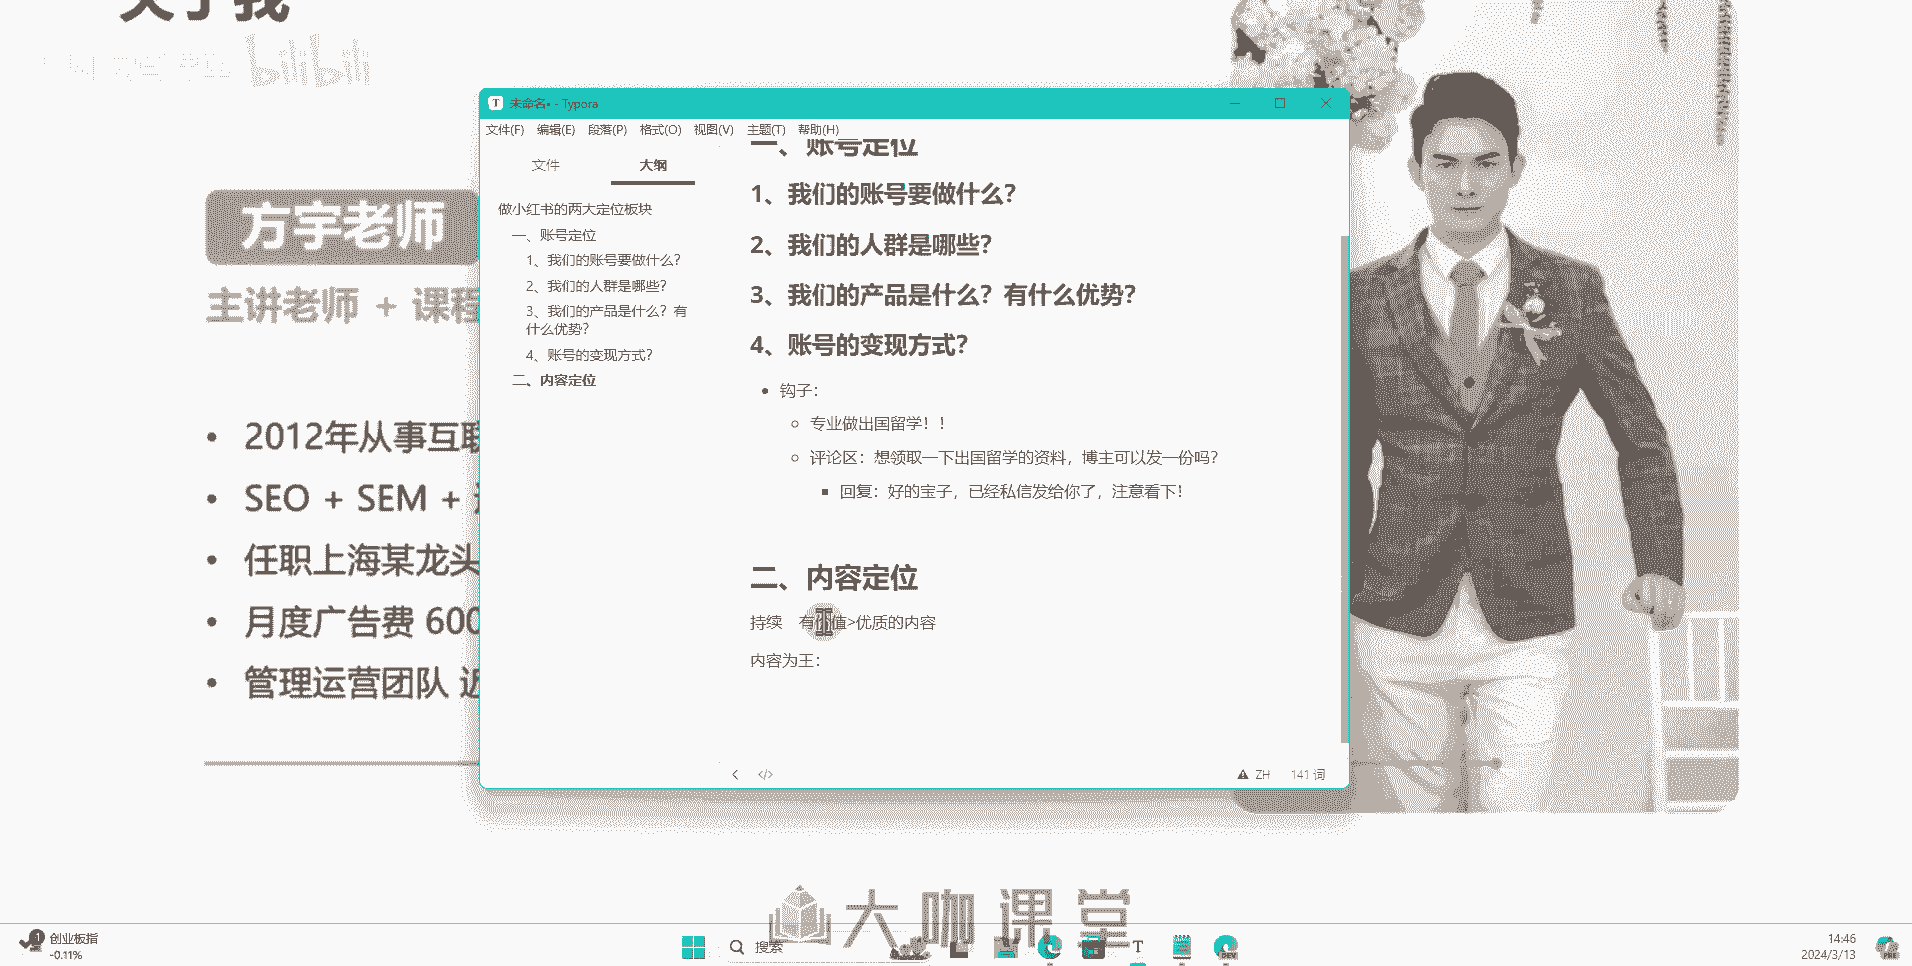 关于我
bilibili
方宇老师
主讲老师 + 课程
• 2012年从事互联
• SEO + SEM +
• 任职上海某龙头
• 月度广告费 600
• 管理运营团队 近
未命名• - Typora
文件(F) 编辑(E) 段落(P) 格式(O) 视图(V) 主题(T) 帮助(H)
文件 大纲
做小红书的两大定位板块
一、账号定位
1、我们的账号要做什么？
2、我们的人群是哪些？
3、我们的产品是什么？有
什么优势？
4、账号的变现方式？
二、内容定位
一、账号定位
1、我们的账号要做什么？
2、我们的人群是哪些？
3、我们的产品是什么？有什么优势？
4、账号的变现方式？
• 钩子：
专业做出国留学！！
评论区：想领取一下出国留学的资料，博主可以发一份吗？
回复：好的宝子，已经私信发给你了，注意看下！
二、内容定位
持续 有价值>优质的内容
内容为王：
ZH 141 词
大咖课堂
1 创业板指
-0.11%
搜索
T
DEV
14:46
2024/3/13
PRE